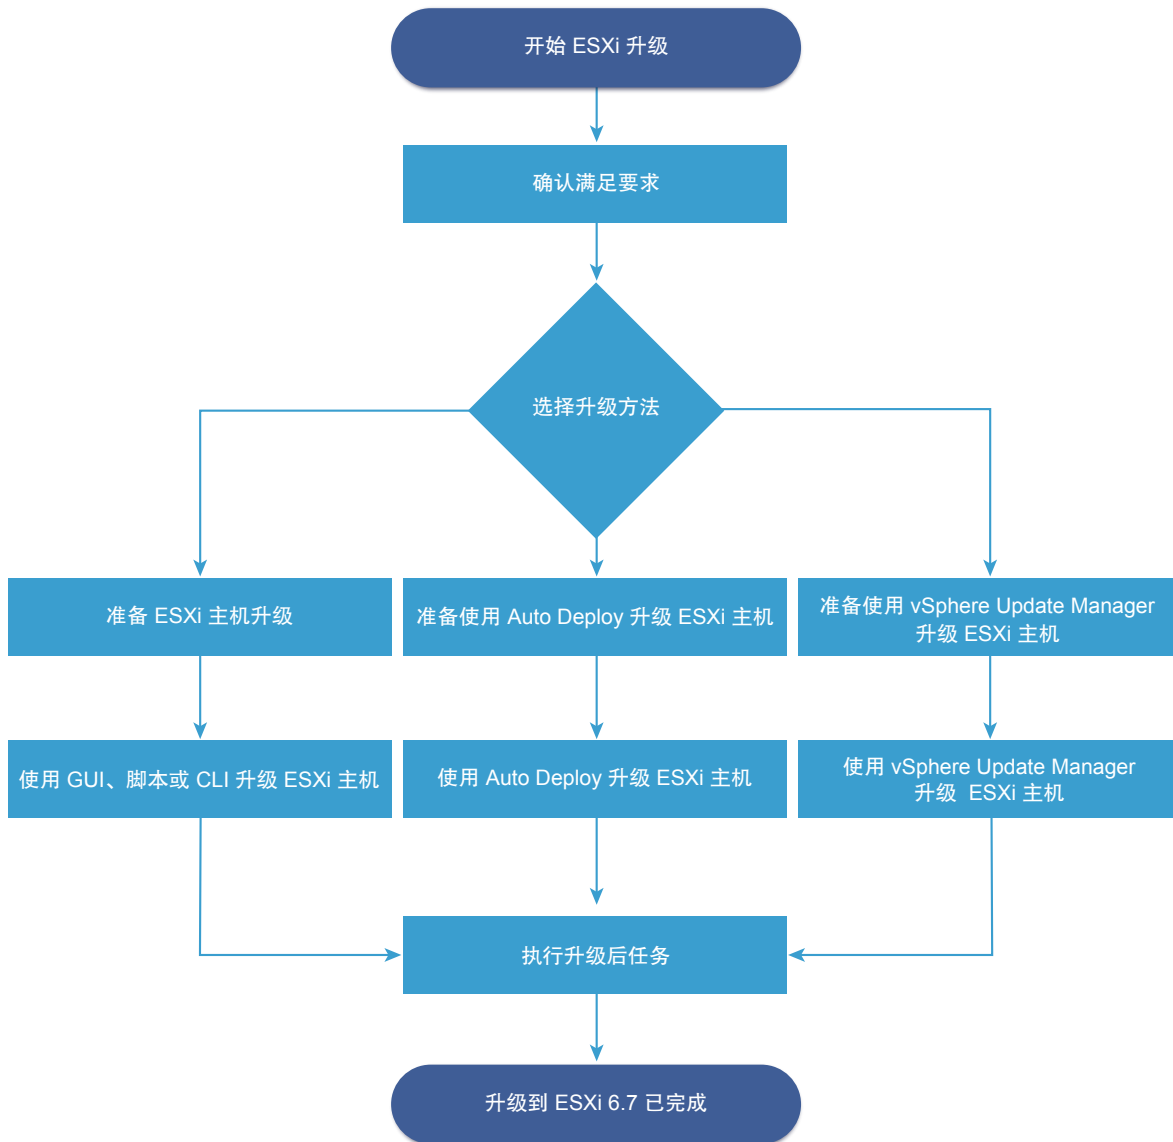 开始 ESXi 升级
确认满足要求
选择升级方法
准备 ESXi 主机升级
准备使用 Auto Deploy 升级 ESXi 主机
准备使用 vSphere Update Manager
升级 ESXi 主机
使用 GUI、脚本或 CLI 升级 ESXi 主机
使用 Auto Deploy 升级 ESXi 主机
使用 vSphere Update Manager
升级 ESXi 主机
执行升级后任务
升级到 ESXi 6.7 已完成